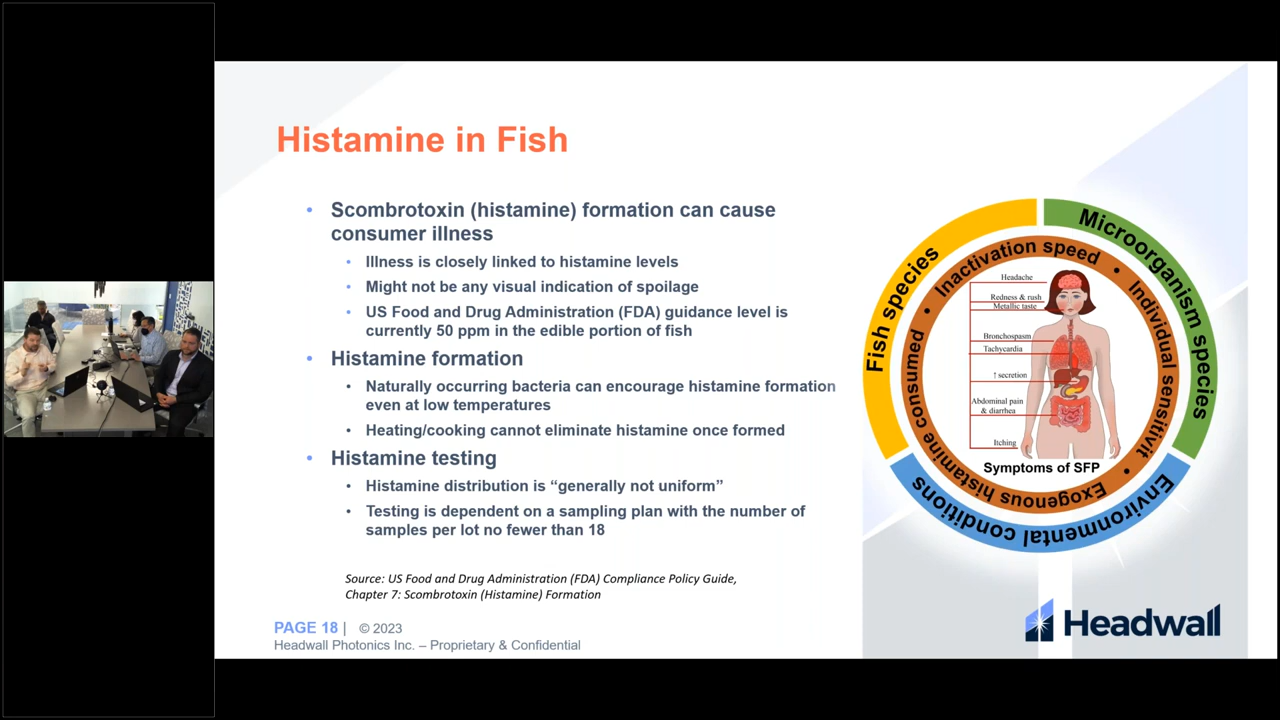 Histamine in Fish
Scombrotoxin (histamine) formation can cause
consumer illness
Illness is closely linked to histamine levels
Might not be any visual indication of spoilage
US Food and Drug Administration (FDA) guidance level is
currently 50 ppm in the edible portion of fish
Histamine formation
Naturally occurring bacteria can encourage histamine formation
even at low temperatures
Heating/cooking cannot eliminate histamine once formed
Histamine testing
Histamine distribution is “generally not uniform”
Testing is dependent on a sampling plan with the number of
samples per lot no fewer than 18
Source: US Food and Drug Administration (FDA) Compliance Policy Guide,
Chapter 7: Scombrotoxin (Histamine) Formation
PAGE 18 | © 2023
Headwall Photonics Inc. – Proprietary & Confidential
Fish species
Microorganism species
Environmental conditions
Inactivation speed
Individual sensitivit
Exogenous histamine consumed
Headache
Redness & rush
Metallic taste
Bronchospasm
Tachycardia
↑ secretion
Abdominal pain
& diarrhea
Itching
Symptoms of SFP
Headwall